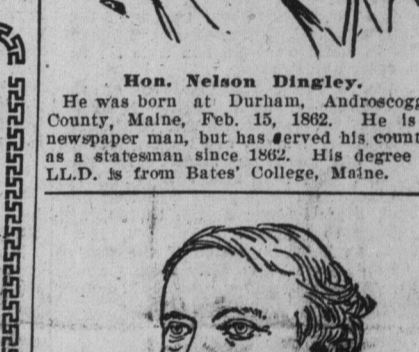 Hon. Nelson Dingley.
He was born at Durham, Androscogg
County, Maine, Feb. 15, 1862. He is
newspaper man, but has served his count
as a statesman since 1862. His degree
LL.D. is from Bates' College, Maine.